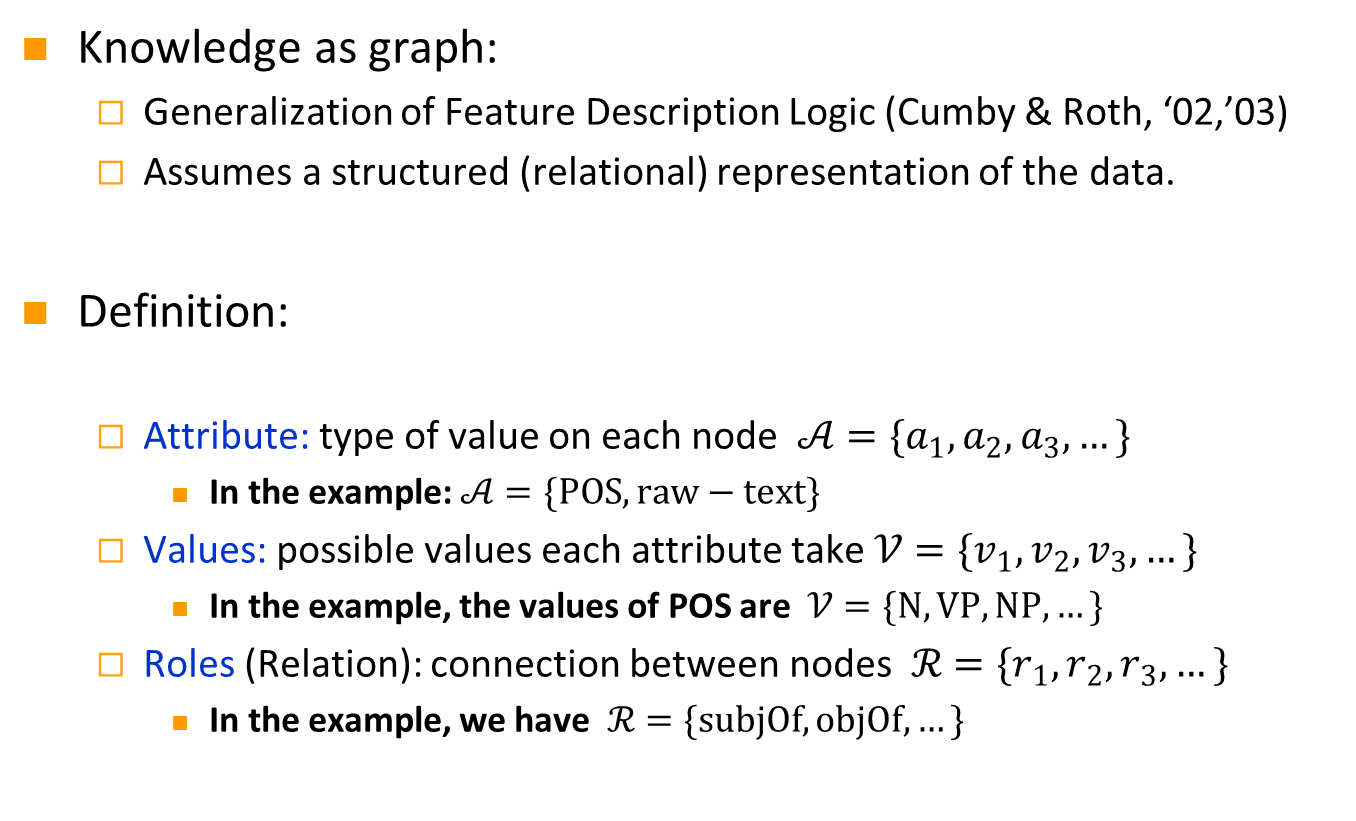 Knowledge as graph:
Generalization of Feature Description Logic (Cumby & Roth, ‘02,’03)
Assumes a structured (relational) representation of the data.
Definition:
Attribute: type of value on each node 𝒜 = {a₁, a₂, a₃, … }
In the example: 𝒜 = {POS, raw − text}
Values: possible values each attribute take 𝒱 = {v₁, v₂, v₃, … }
In the example, the values of POS are 𝒱 = {N, VP, NP, … }
Roles (Relation): connection between nodes ℛ = {r₁, r₂, r₃, … }
In the example, we have ℛ = {subjOf, objOf, … }